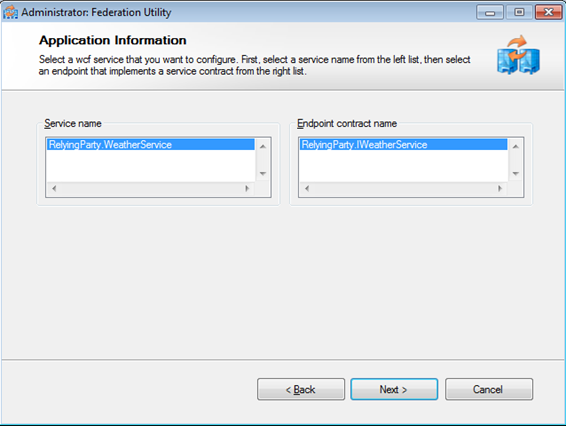 Administrator: Federation Utility
Application Information
Select a wcf service that you want to configure. First, select a service name from the left list, then select
an endpoint that implements a service contract from the right list.
Service name
Endpoint contract name
RelyingParty.WeatherService
RelyingParty.IWeatherService
< Back
Next >
Cancel